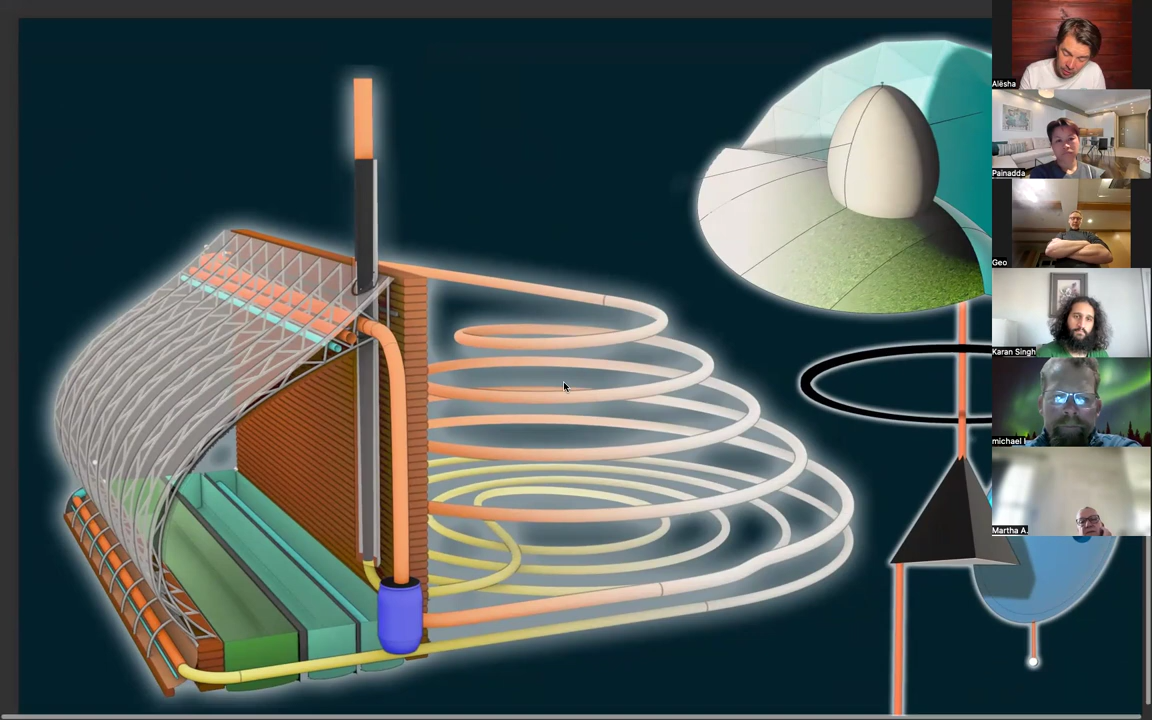 Alësha
Painadda
Geo
Karan Singh
michael l
Martha A.